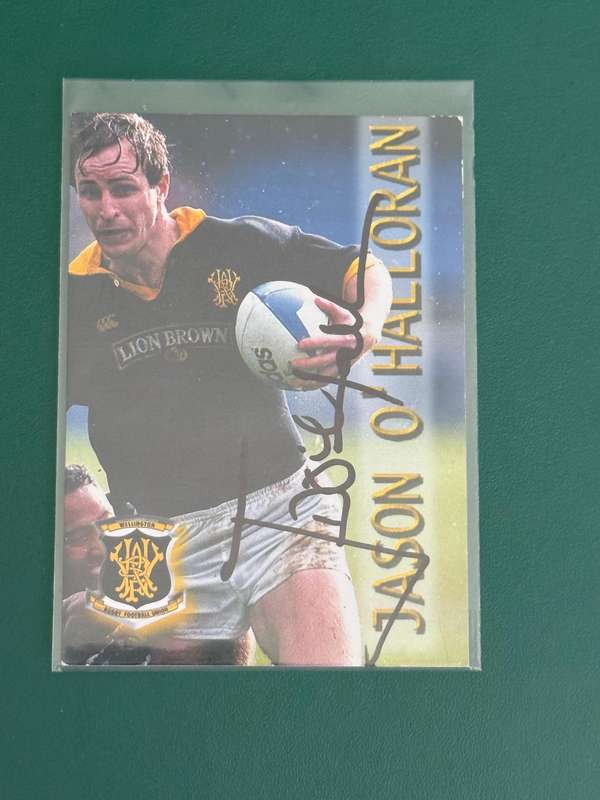 JASON O'HALLORAN
LION BROWN
WELLINGTON
RUGBY FOOTBALL UNION